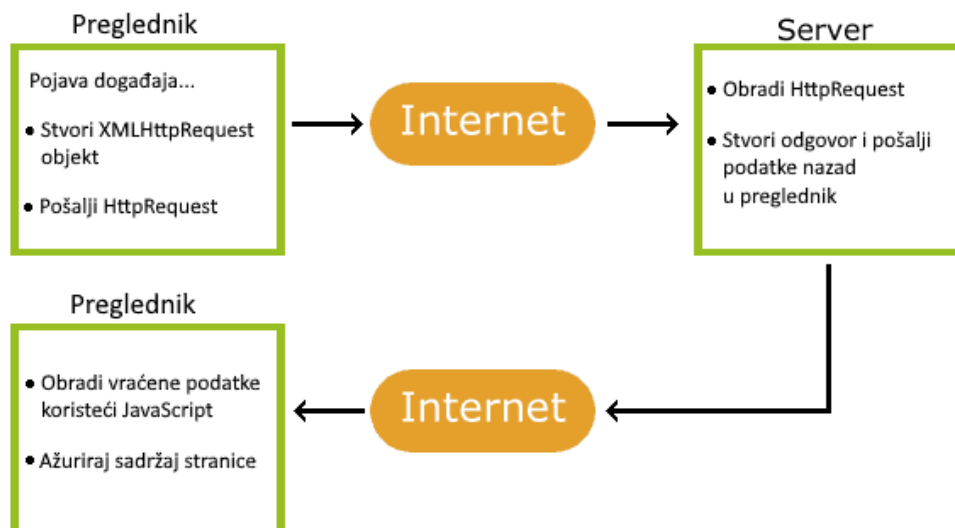 Preglednik
Pojava događaja...
• Stvori XMLHttpRequest
objekt
• Pošalji HttpRequest
Internet
Server
• Obradi HttpRequest
• Stvori odgovor i pošalji
podatke nazad
u preglednik
Preglednik
• Obradi vraćene podatke
koristeći JavaScript
• Ažuriraj sadržaj stranice
Internet